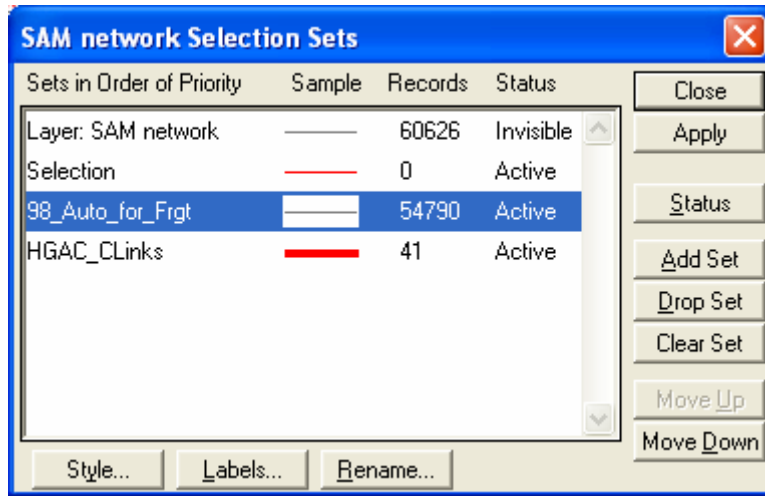 SAM network Selection Sets
Sets in Order of Priority Sample Records Status
Layer: SAM network 60626 Invisible
Selection 0 Active
98_Auto_for_Frgt 54790 Active
HGAC_CLinks 41 Active
Close
Apply
Status
Add Set
Drop Set
Clear Set
Move Up
Move Down
Style... Labels... Rename...